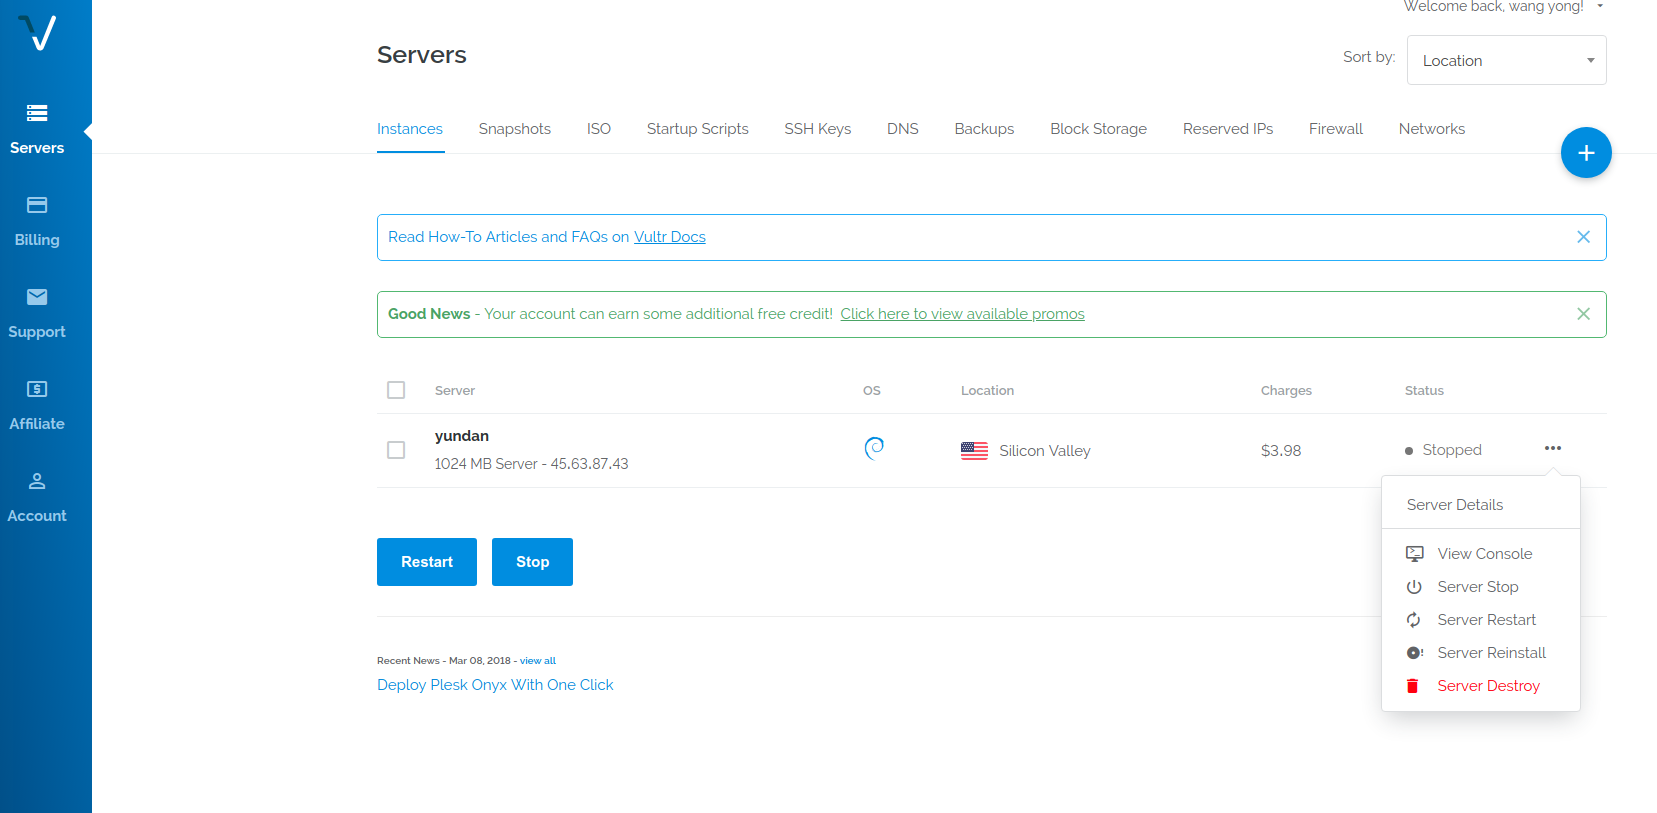 Welcome back, wang yong!
Servers
Sort by:
Location
Servers
Instances Snapshots ISO Startup Scripts SSH Keys DNS Backups Block Storage Reserved IPs Firewall Networks
Billing
Read How-To Articles and FAQs on Vultr Docs
Support
Good News - Your account can earn some additional free credit! Click here to view available promos
Affiliate
Server OS Location Charges Status
yundan
1024 MB Server - 45.63.87.43
Silicon Valley
$3.98
Stopped
Account
Server Details
View Console
Server Stop
Server Restart
Server Reinstall
Server Destroy
Restart
Stop
Recent News - Mar 08, 2018 - view all
Deploy Plesk Onyx With One Click